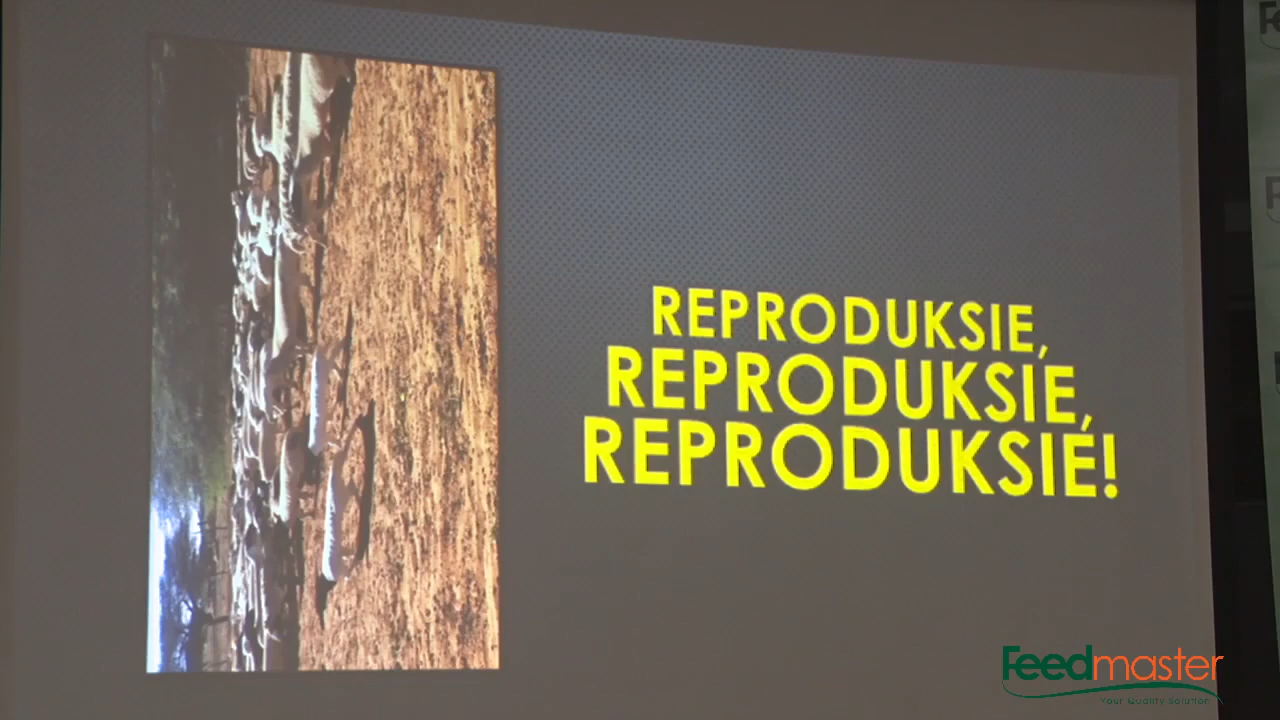 REPRODUKSIE,
REPRODUKSIE,
REPRODUKSIE!
Feedmaster
Your Quality Solution